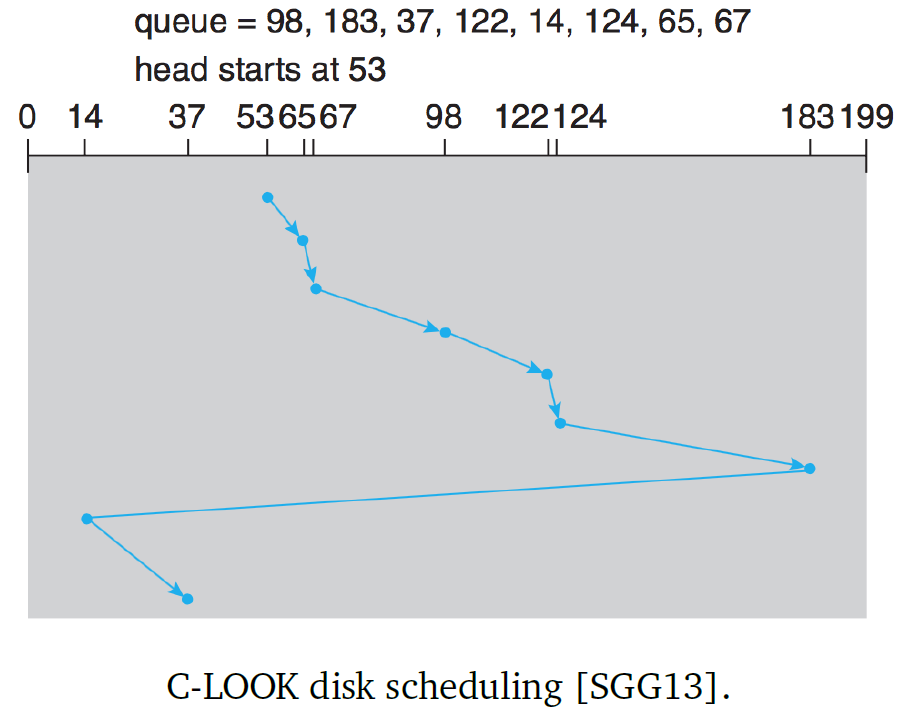 queue = 98, 183, 37, 122, 14, 124, 65, 67
head starts at 53
0 14 37 53 65 67 98 122 124 183 199
C-LOOK disk scheduling [SGG13].